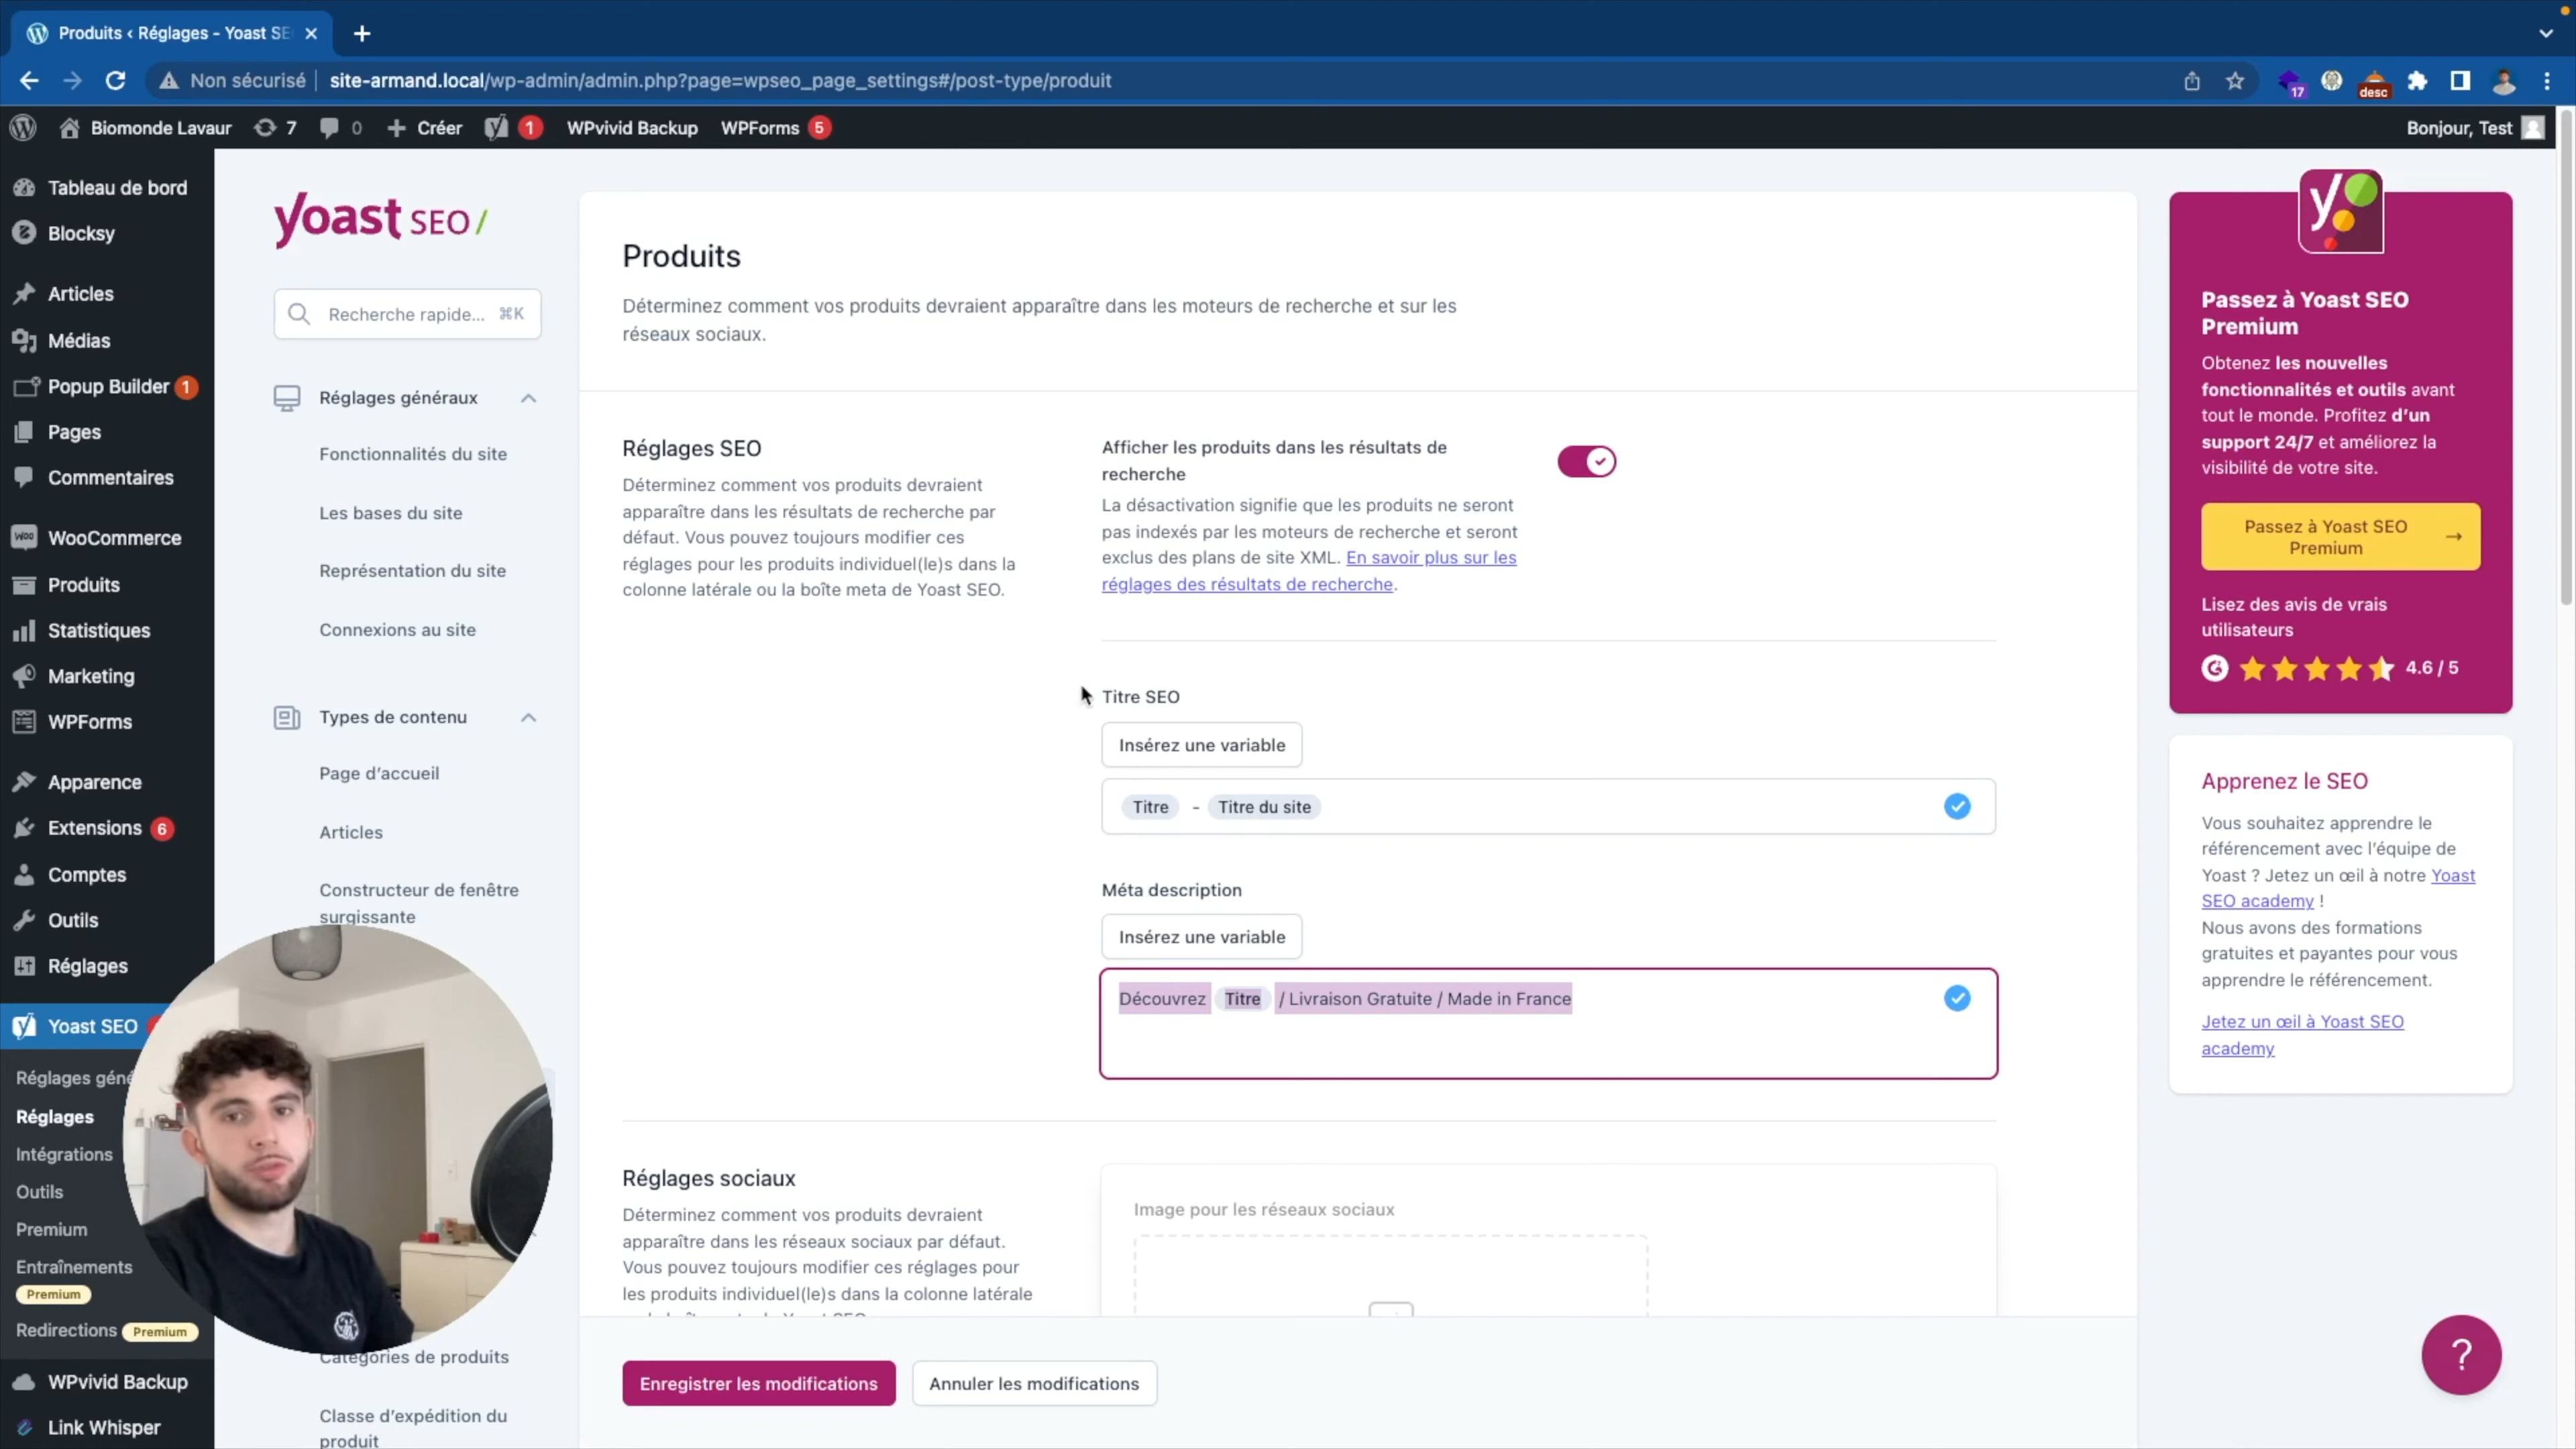 Produits ‹ Réglages - Yoast SE
Non sécurisé
site-armand.local/wp-admin/admin.php?page=wpseo_page_settings#/post-type/produit
17
desc
Biomonde Lavaur
7
0
Créer
1
WPvivid Backup
WPForms 5
Bonjour, Test
Tableau de bord
Blocksy
Articles
Médias
Popup Builder 1
Pages
Commentaires
WooCommerce
Produits
Statistiques
Marketing
WPForms
Apparence
Extensions 6
Comptes
Outils
Réglages
Yoast SEO
Réglages géné
Réglages
Intégrations
Outils
Premium
Entraînements
Premium
Redirections Premium
WPvivid Backup
Link Whisper
yoast SEO /
Recherche rapide... ⌘K
Réglages généraux
Fonctionnalités du site
Les bases du site
Représentation du site
Connexions au site
Types de contenu
Page d'accueil
Articles
Constructeur de fenêtre
surgissante
Catégories de produits
Classe d'expédition du
produit
Produits
Déterminez comment vos produits devraient apparaître dans les moteurs de recherche et sur les
réseaux sociaux.
Réglages SEO
Déterminez comment vos produits devraient
apparaître dans les résultats de recherche par
défaut. Vous pouvez toujours modifier ces
réglages pour les produits individuel(le)s dans la
colonne latérale ou la boîte meta de Yoast SEO.
Afficher les produits dans les résultats de
recherche
La désactivation signifie que les produits ne seront
pas indexés par les moteurs de recherche et seront
exclus des plans de site XML. En savoir plus sur les
réglages des résultats de recherche.
Titre SEO
Insérez une variable
Titre - Titre du site
Méta description
Insérez une variable
Découvrez Titre / Livraison Gratuite / Made in France
Réglages sociaux
Déterminez comment vos produits devraient
apparaître dans les réseaux sociaux par défaut.
Vous pouvez toujours modifier ces réglages pour
les produits individuel(le)s dans la colonne latérale
Image pour les réseaux sociaux
Enregistrer les modifications
Annuler les modifications
y
Passez à Yoast SEO
Premium
Obtenez les nouvelles
fonctionnalités et outils avant
tout le monde. Profitez d'un
support 24/7 et améliorez la
visibilité de votre site.
Passez à Yoast SEO
Premium →
Lisez des avis de vrais
utilisateurs
4.6 / 5
Apprenez le SEO
Vous souhaitez apprendre le
référencement avec l'équipe de
Yoast ? Jetez un œil à notre Yoast
SEO academy !
Nous avons des formations
gratuites et payantes pour vous
apprendre le référencement.
Jetez un œil à Yoast SEO
academy
?